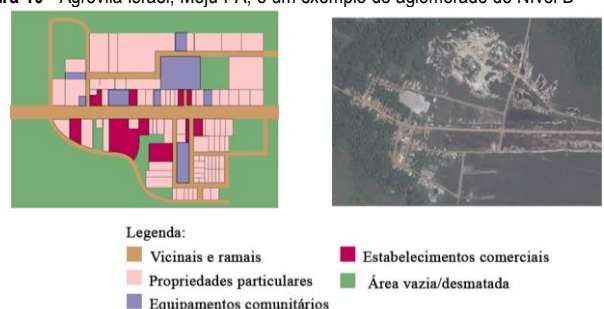 Agrovila Israel, Moju-PA, é um exemplo de aglomerado de Nível B
Legenda:
Vicinais e ramais
Propriedades particulares
Equipamentos comunitários
Estabelecimentos comerciais
Área vazia/desmatada